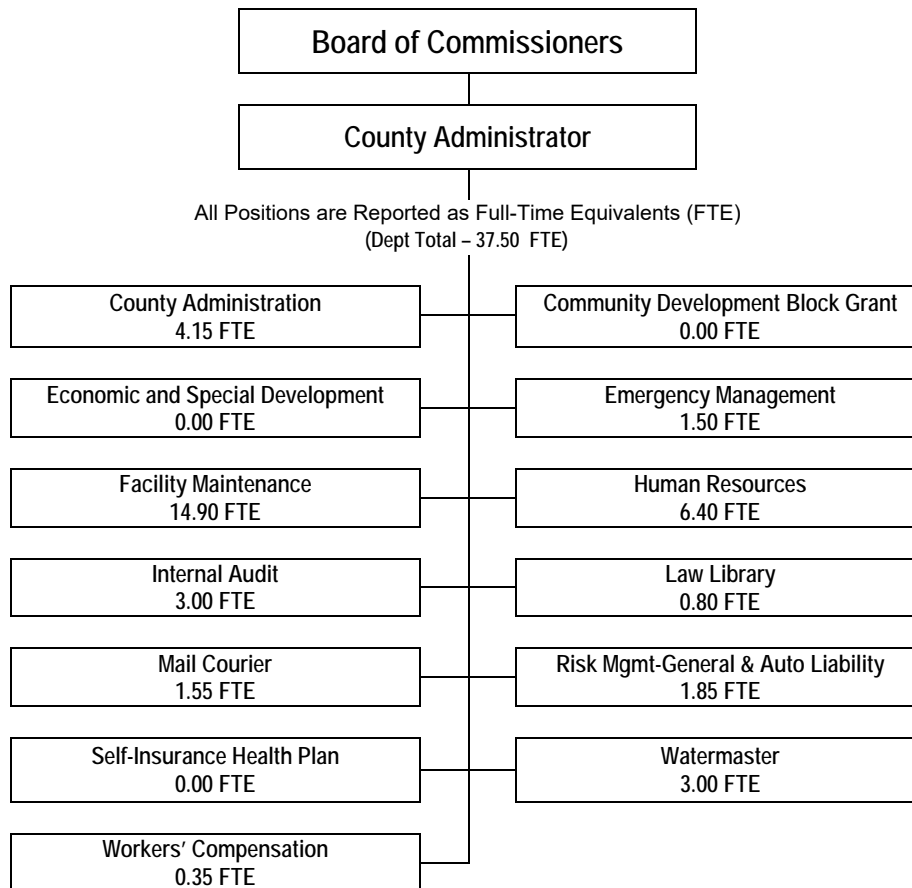 Board of Commissioners
County Administrator
All Positions are Reported as Full-Time Equivalents (FTE)
(Dept Total – 37.50 FTE)
County Administration
4.15 FTE
Community Development Block Grant
0.00 FTE
Economic and Special Development
0.00 FTE
Emergency Management
1.50 FTE
Facility Maintenance
14.90 FTE
Human Resources
6.40 FTE
Internal Audit
3.00 FTE
Law Library
0.80 FTE
Mail Courier
1.55 FTE
Risk Mgmt-General & Auto Liability
1.85 FTE
Self-Insurance Health Plan
0.00 FTE
Watermaster
3.00 FTE
Workers’ Compensation
0.35 FTE